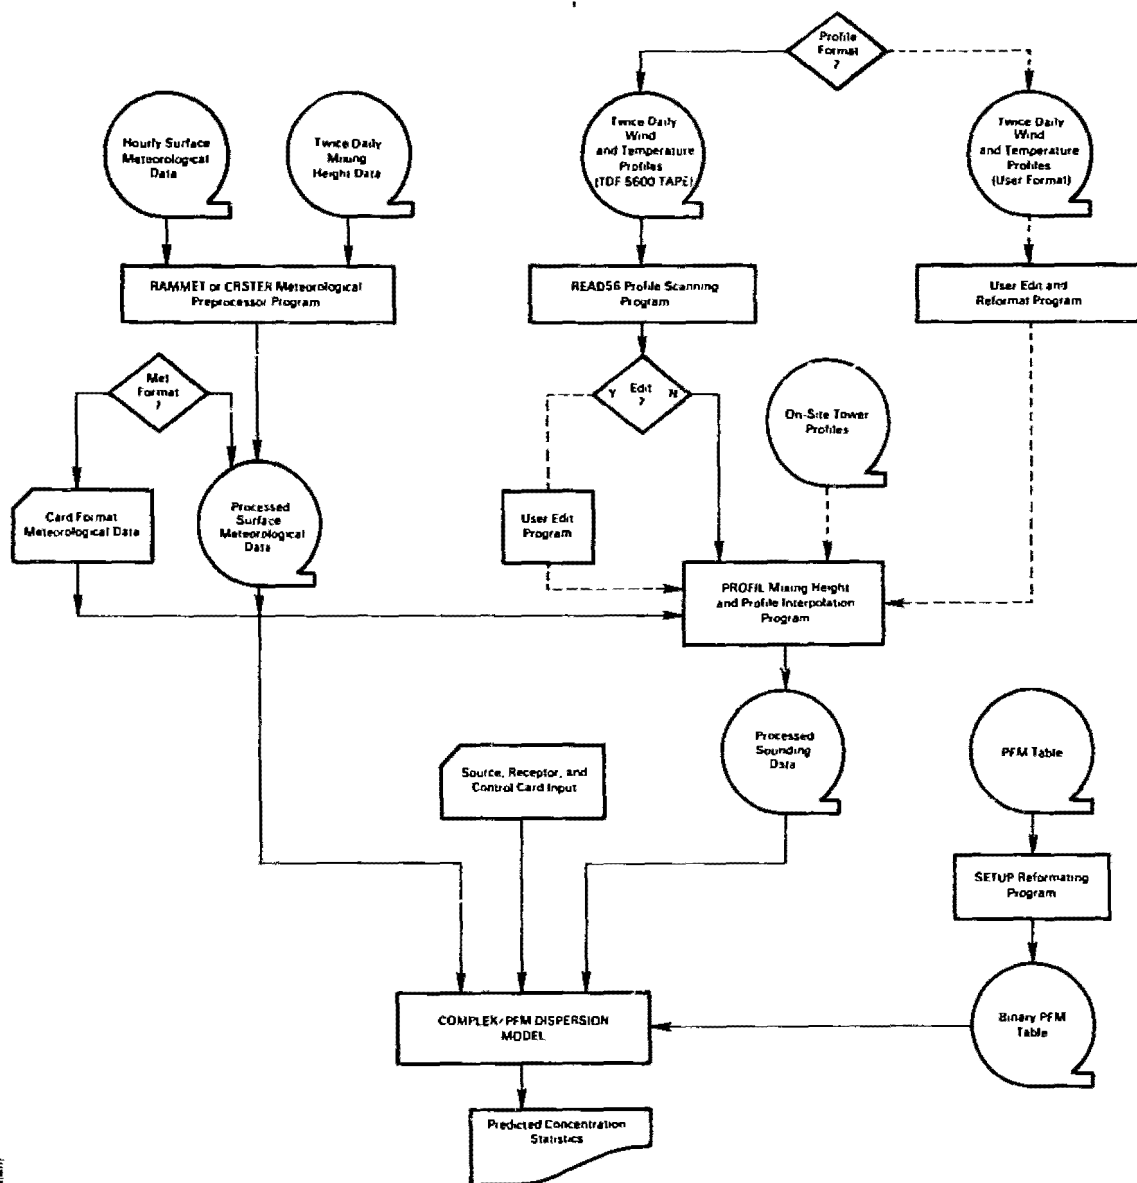 Profile
Format
?
Hourly Surface
Meteorological
Data
Twice Daily
Mixing
Height Data
Twice Daily
Wind
and Temperature
Profiles
(TDF 5600 TAPE)
Twice Daily
Wind
and Temperature
Profiles
(User Format)
RAMMET or CRSTER Meteorological
Preprocessor Program
READ56 Profile Scanning
Program
User Edit and
Reformat Program
Met
Format
?
Y Edit N
?
On-Site Tower
Profiles
Card Format
Meteorological Data
Processed
Surface
Meteorological
Data
User Edit
Program
PROFIL Mixing Height
and Profile Interpolation
Program
Processed
Sounding
Data
PFM Table
Source, Receptor, and
Control Card Input
SETUP Reformating
Program
COMPLEX/PFM DISPERSION
MODEL
Binary PFM
Table
Predicted Concentration
Statistics